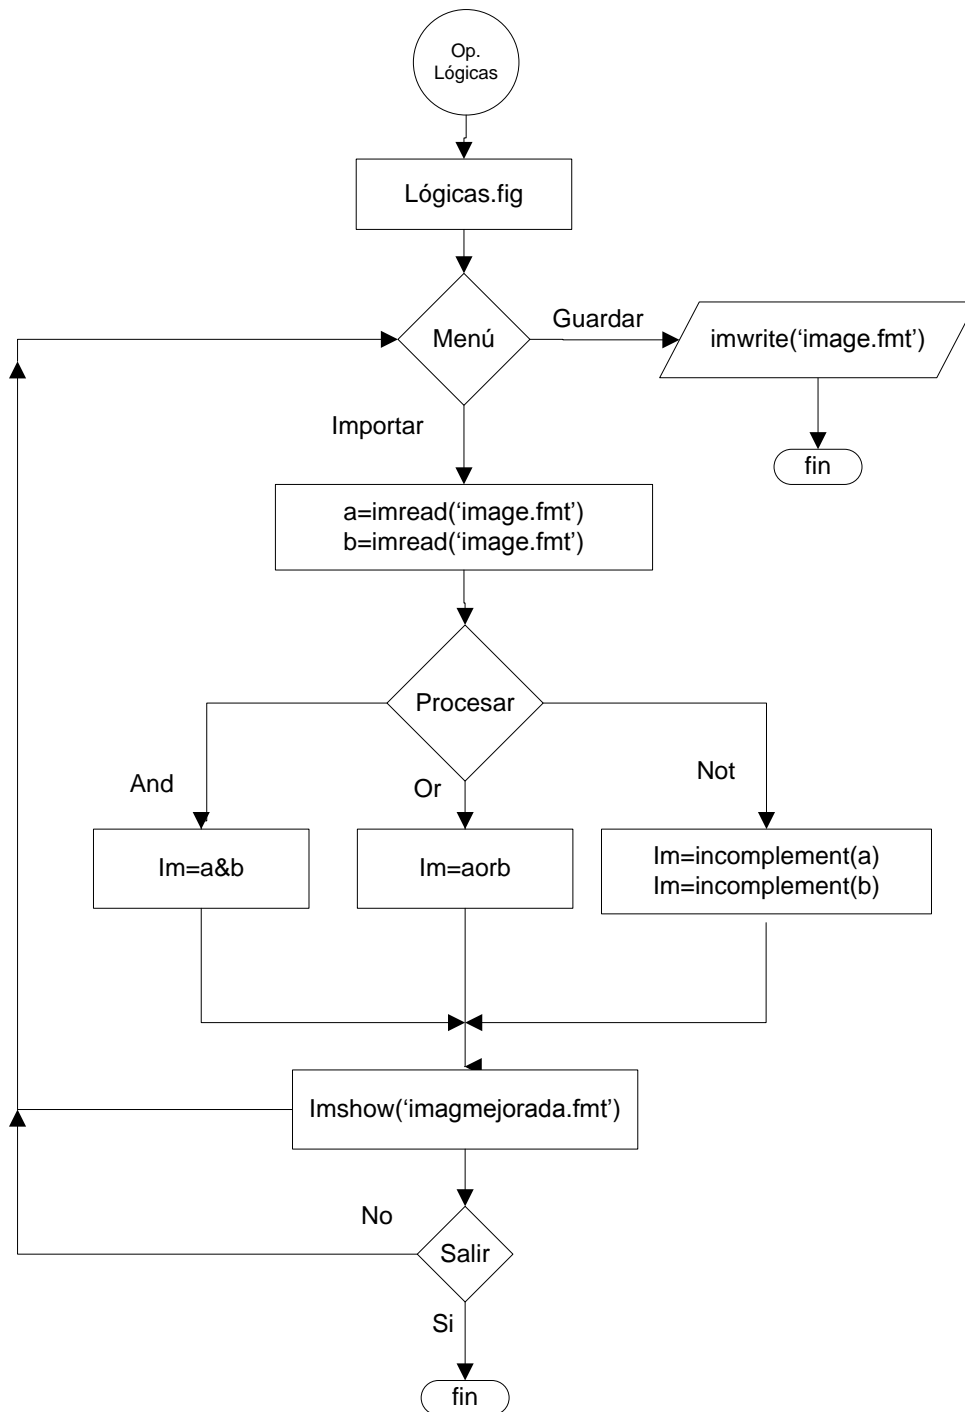 Op.
Lógicas
Lógicas.fig
Menú
Guardar
imwrite(‘image.fmt’)
fin
Importar
a=imread(‘image.fmt’)
b=imread(‘image.fmt’)
Procesar
And
Or
Not
Im=a&b
Im=aorb
Im=incomplement(a)
Im=incomplement(b)
Imshow(‘imagmejorada.fmt’)
No
Salir
Si
fin